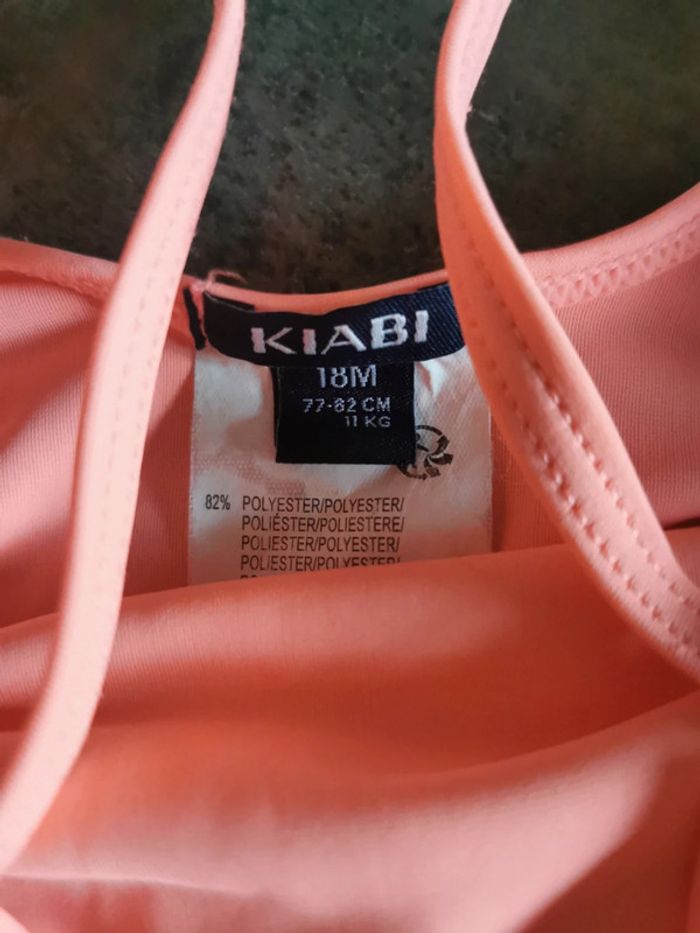 KIABI
18M
77-82 CM
11 KG
82% POLYESTER/POLYESTER/
POLIÉSTER/POLIESTERE/
POLIESTER/POLYESTER/
POLIESTER/POLYESTER/